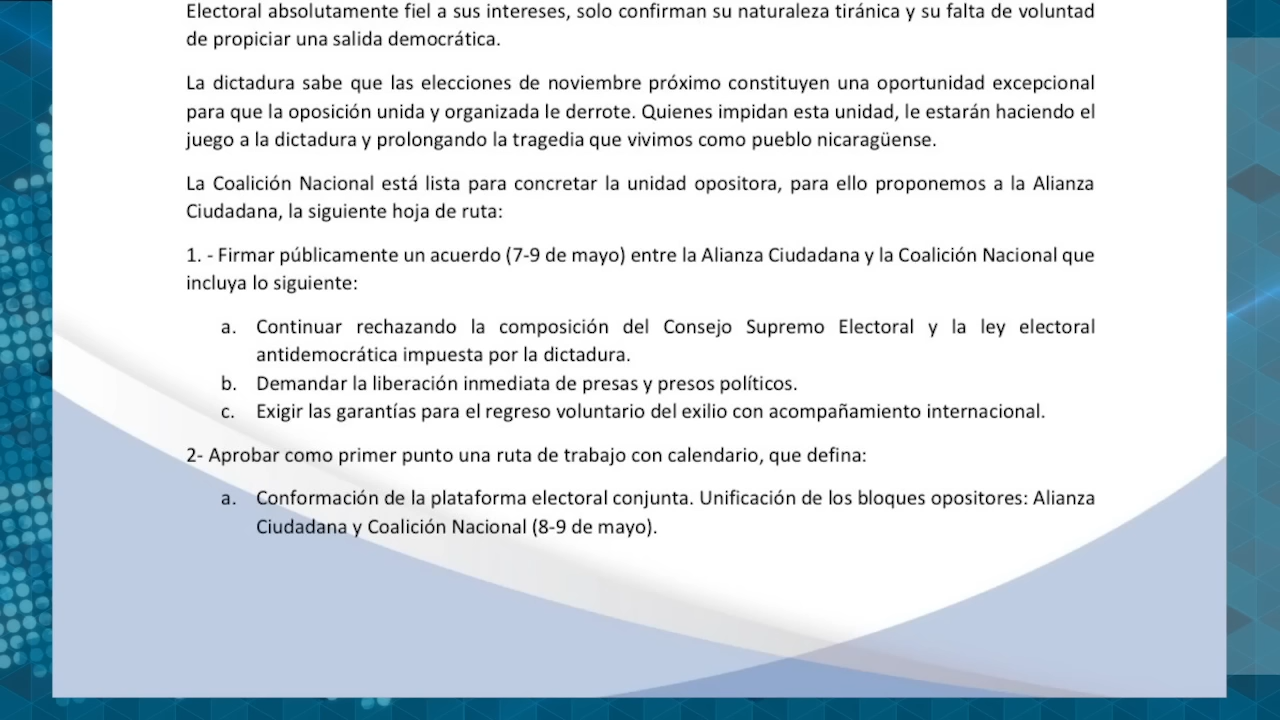 Electoral absolutamente fiel a sus intereses, solo confirman su naturaleza tiránica y su falta de voluntad
de propiciar una salida democrática.
La dictadura sabe que las elecciones de noviembre próximo constituyen una oportunidad excepcional
para que la oposición unida y organizada le derrote. Quienes impidan esta unidad, le estarán haciendo el
juego a la dictadura y prolongando la tragedia que vivimos como pueblo nicaragüense.
La Coalición Nacional está lista para concretar la unidad opositora, para ello proponemos a la Alianza
Ciudadana, la siguiente hoja de ruta:
1. - Firmar públicamente un acuerdo (7-9 de mayo) entre la Alianza Ciudadana y la Coalición Nacional que
incluya lo siguiente:
a. Continuar rechazando la composición del Consejo Supremo Electoral y la ley electoral
antidemocrática impuesta por la dictadura.
b. Demandar la liberación inmediata de presas y presos políticos.
c. Exigir las garantías para el regreso voluntario del exilio con acompañamiento internacional.
2- Aprobar como primer punto una ruta de trabajo con calendario, que defina:
a. Conformación de la plataforma electoral conjunta. Unificación de los bloques opositores: Alianza
Ciudadana y Coalición Nacional (8-9 de mayo).